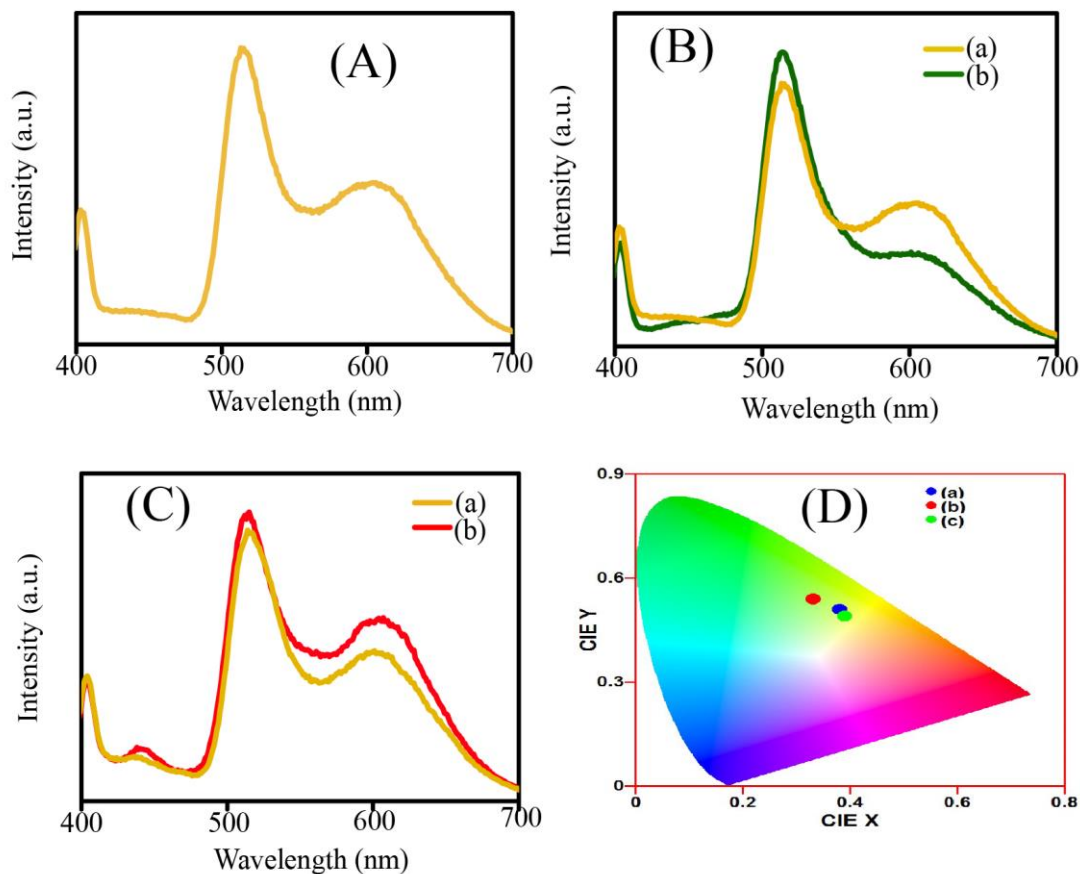 (A)
Intensity (a.u.)
400 500 600 700
Wavelength (nm)
(B)
(a)
(b)
Intensity (a.u.)
400 500 600 700
Wavelength (nm)
(C)
(a)
(b)
Intensity (a.u.)
400 500 600 700
Wavelength (nm)
(D)
(a)
(b)
(c)
CIE Y
0.9
0.6
0.3
0
0 0.2 0.4 0.6 0.8
CIE X